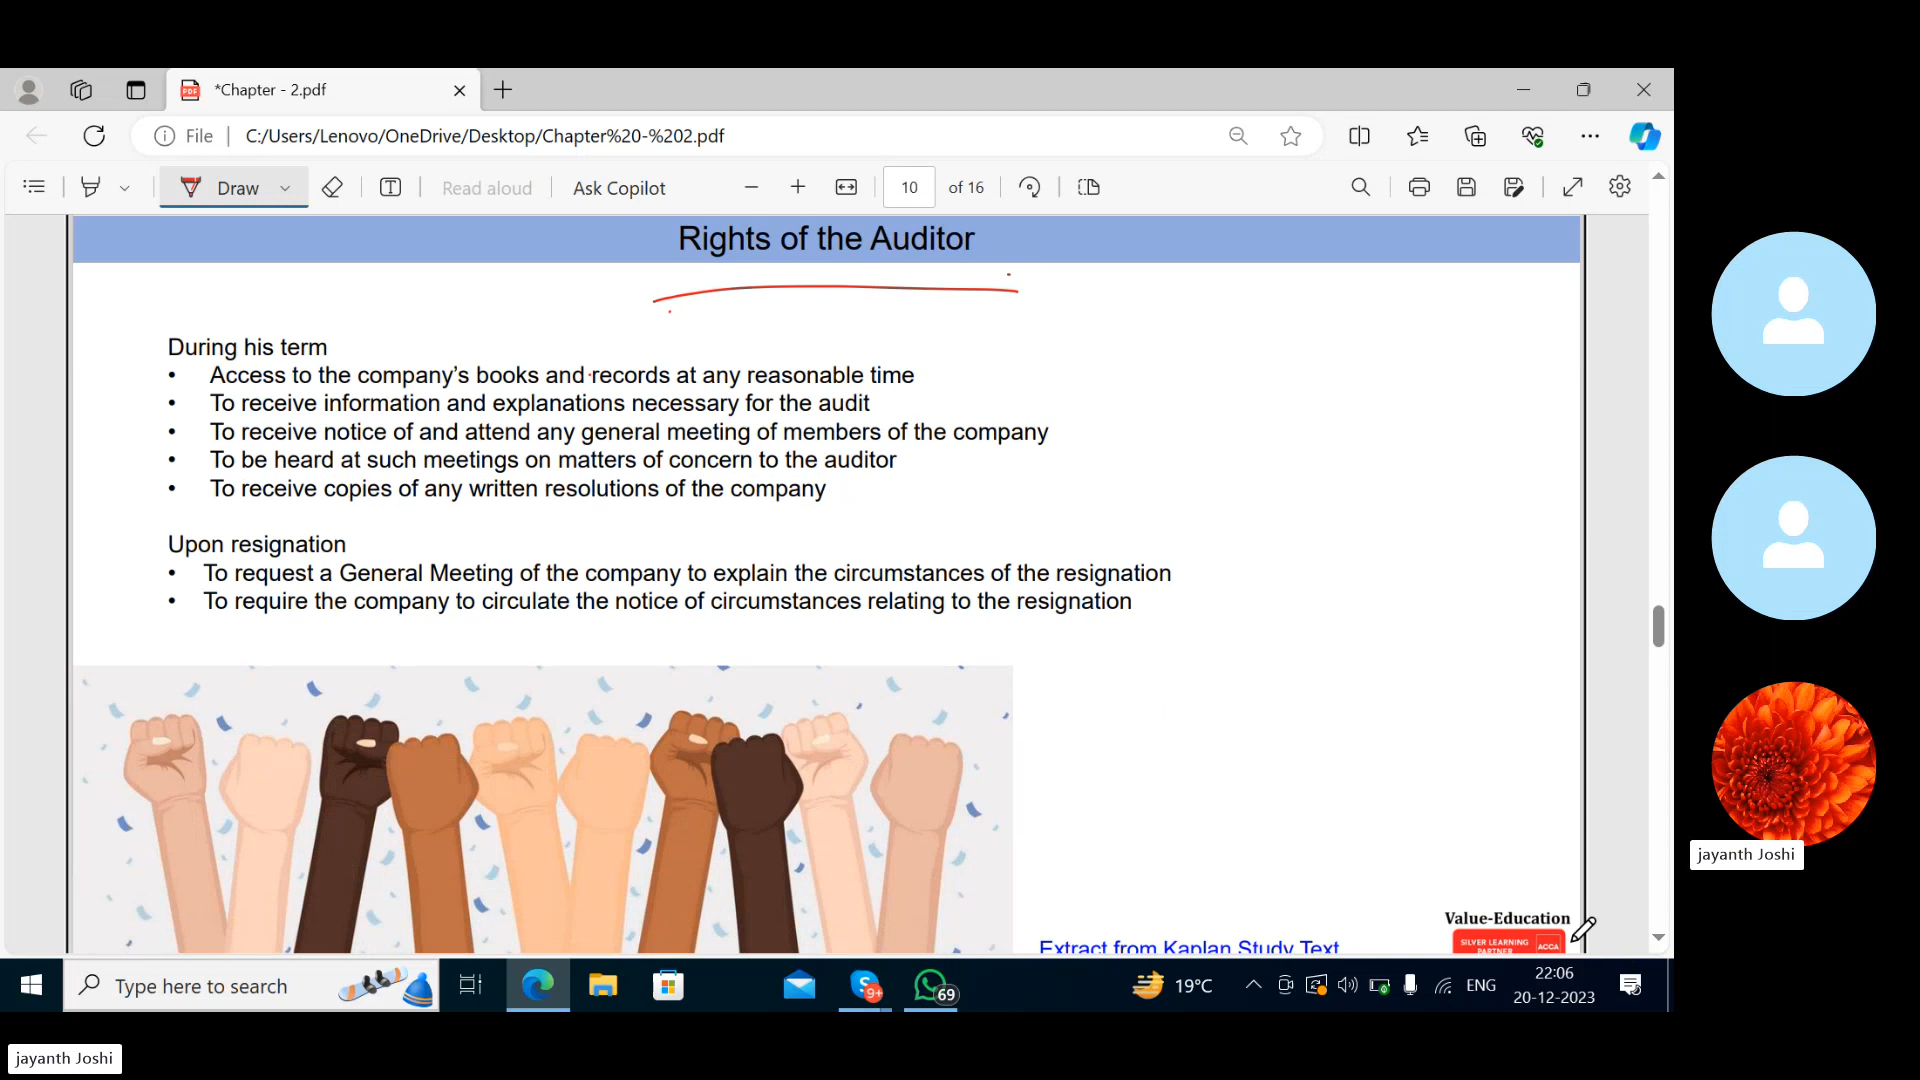 *Chapter - 2.pdf
File
C:/Users/Lenovo/OneDrive/Desktop/Chapter%20-%202.pdf
Draw
Read aloud
Ask Copilot
10
of 16
Rights of the Auditor
During his term
• Access to the company's books and records at any reasonable time
• To receive information and explanations necessary for the audit
• To receive notice of and attend any general meeting of members of the company
• To be heard at such meetings on matters of concern to the auditor
• To receive copies of any written resolutions of the company
Upon resignation
• To request a General Meeting of the company to explain the circumstances of the resignation
• To require the company to circulate the notice of circumstances relating to the resignation
Extract from Kaplan Study Text
Value-Education
SILVER LEARNING
PARTNER
ACCA
jayanth Joshi
Type here to search
9+
69
19°C
ENG
22:06
20-12-2023
jayanth Joshi